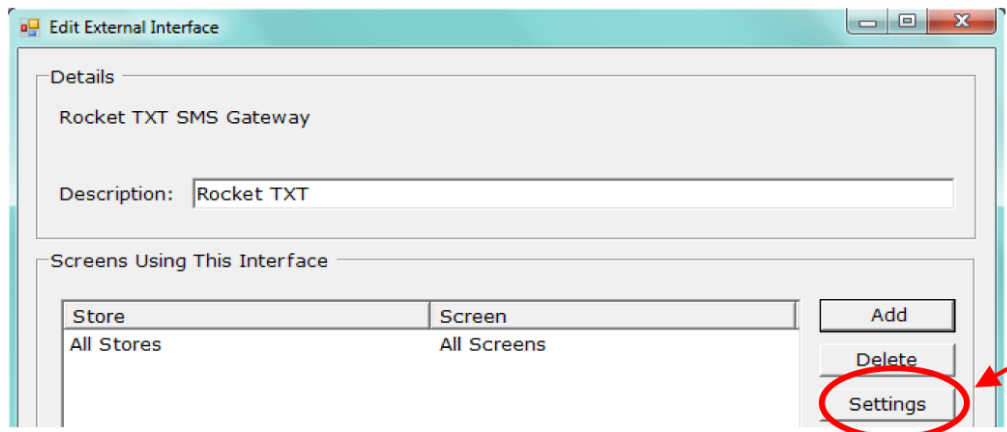 Edit External Interface
Details
Rocket TXT SMS Gateway
Description: Rocket TXT
Screens Using This Interface
Store Screen Add
All Stores All Screens
Delete
Settings